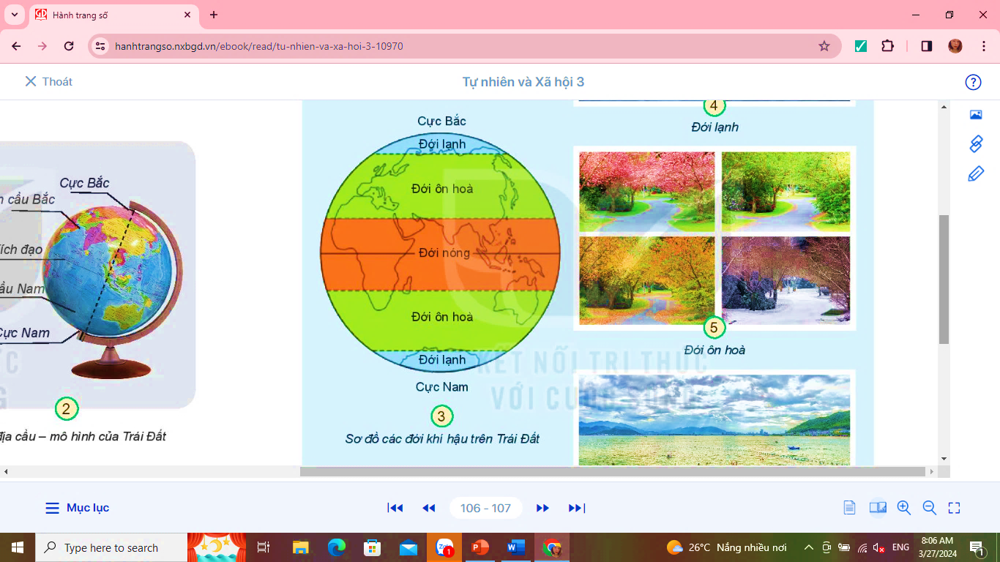 Hành trang số
hanhtrangso.nxbgd.vn/ebook/read/tu-nhien-va-xa-hoi-3-10970
Thoát
Tự nhiên và Xã hội 3
Cực Bắc
n cầu Bắc
ích đạo
ầu Nam
Cực Nam
2
địa cầu – mô hình của Trái Đất
Cực Bắc
Đới lạnh
Đới ôn hoà
Đới nóng
Đới ôn hoà
Đới lạnh
Cực Nam
3
Sơ đồ các đới khí hậu trên Trái Đất
4
Đới lạnh
5
Đới ôn hoà
KẾT NỐI TRI THỨC
VỚI CUỘC SỐNG
Mục lục
106 - 107
Type here to search
26°C Nắng nhiều nơi
ENG
8:06 AM
3/27/2024